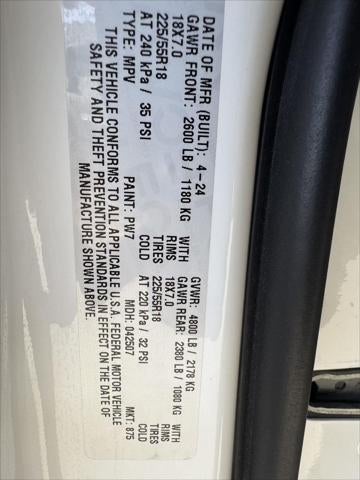 DATE OF MFR (BUILT): 4-24 GVWR: 4800 LB / 2178 KG
GAWR FRONT: 2600 LB / 1180 KG WITH GAWR REAR: 2380 LB / 1080 KG WITH
18X7.0 RIMS 18X7.0 RIMS
225/55R18 TIRES 225/55R18 TIRES
AT 240 kPa / 35 PSI COLD AT 220 kPa / 32 PSI COLD
TYPE: MPV PAINT: PW7 MDH: 042507 MKT: 875
THIS VEHICLE CONFORMS TO ALL APPLICABLE U.S.A. FEDERAL MOTOR VEHICLE
SAFETY AND THEFT PREVENTION STANDARDS IN EFFECT ON THE DATE OF
MANUFACTURE SHOWN ABOVE.